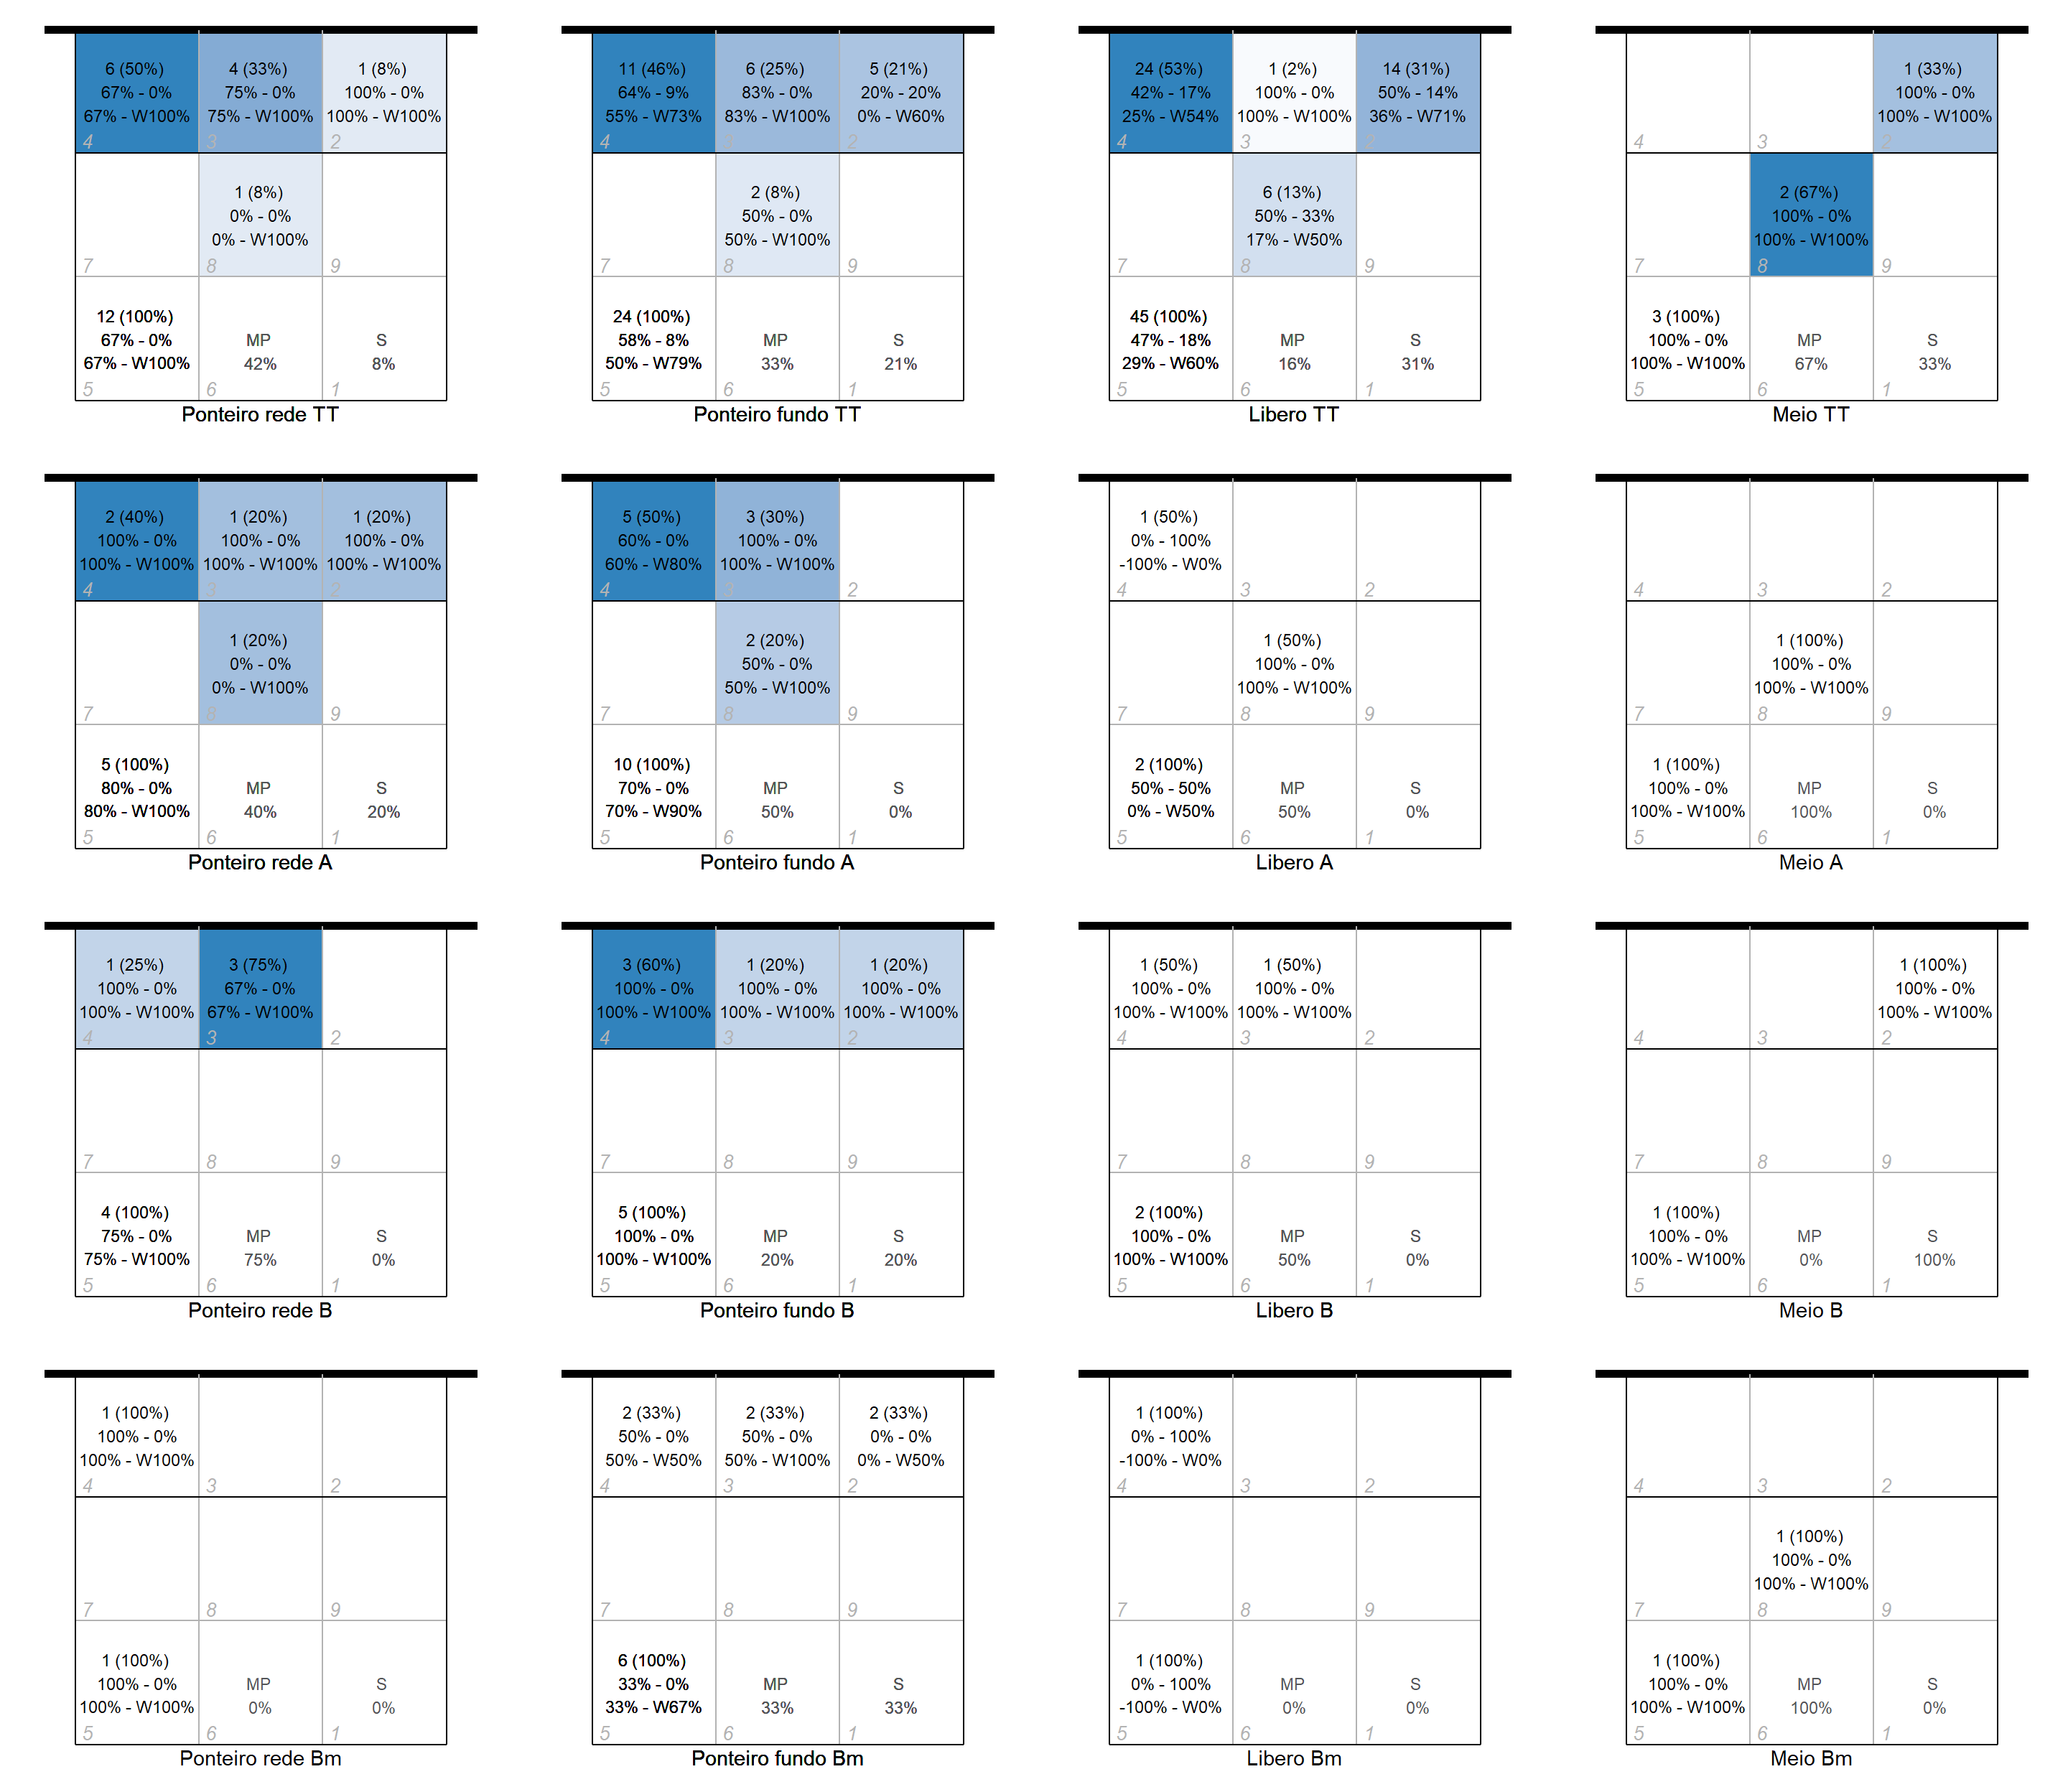 6 (50%)
67% - 0%
67% - W100%
4
4 (33%)
75% - 0%
75% - W100%
3
1 (8%)
100% - 0%
100% - W100%
2
7
1 (8%)
0% - 0%
0% - W100%
8
9
12 (100%)
67% - 0%
67% - W100%
5
MP
42%
6
S
8%
1
Ponteiro rede TT
11 (46%)
64% - 9%
55% - W73%
4
6 (25%)
83% - 0%
83% - W100%
3
5 (21%)
20% - 20%
0% - W60%
2
7
2 (8%)
50% - 0%
50% - W100%
8
9
24 (100%)
58% - 8%
50% - W79%
5
MP
33%
6
S
21%
1
Ponteiro fundo TT
24 (53%)
42% - 17%
25% - W54%
4
1 (2%)
100% - 0%
100% - W100%
3
14 (31%)
50% - 14%
36% - W71%
2
7
6 (13%)
50% - 33%
17% - W50%
8
9
45 (100%)
47% - 18%
29% - W60%
5
MP
16%
6
S
31%
1
Libero TT
4
3
1 (33%)
100% - 0%
100% - W100%
2
7
2 (67%)
100% - 0%
100% - W100%
8
9
3 (100%)
100% - 0%
100% - W100%
5
MP
67%
6
S
33%
1
Meio TT
2 (40%)
100% - 0%
100% - W100%
4
1 (20%)
100% - 0%
100% - W100%
3
1 (20%)
100% - 0%
100% - W100%
2
7
1 (20%)
0% - 0%
0% - W100%
8
9
5 (100%)
80% - 0%
80% - W100%
5
MP
40%
6
S
20%
1
Ponteiro rede A
5 (50%)
60% - 0%
60% - W80%
4
3 (30%)
100% - 0%
100% - W100%
3
2
7
2 (20%)
50% - 0%
50% - W100%
8
9
10 (100%)
70% - 0%
70% - W90%
5
MP
50%
6
S
0%
1
Ponteiro fundo A
1 (50%)
0% - 100%
-100% - W0%
4
3
2
7
1 (50%)
100% - 0%
100% - W100%
8
9
2 (100%)
50% - 50%
0% - W50%
5
MP
50%
6
S
0%
1
Libero A
4
3
2
7
1 (100%)
100% - 0%
100% - W100%
8
9
1 (100%)
100% - 0%
100% - W100%
5
MP
100%
6
S
0%
1
Meio A
1 (25%)
100% - 0%
100% - W100%
4
3 (75%)
67% - 0%
67% - W100%
3
2
7
8
9
4 (100%)
75% - 0%
75% - W100%
5
MP
75%
6
S
0%
1
Ponteiro rede B
3 (60%)
100% - 0%
100% - W100%
4
1 (20%)
100% - 0%
100% - W100%
3
1 (20%)
100% - 0%
100% - W100%
2
7
8
9
5 (100%)
100% - 0%
100% - W100%
5
MP
20%
6
S
20%
1
Ponteiro fundo B
1 (50%)
100% - 0%
100% - W100%
4
1 (50%)
100% - 0%
100% - W100%
3
2
7
8
9
2 (100%)
100% - 0%
100% - W100%
5
MP
50%
6
S
0%
1
Libero B
4
3
1 (100%)
100% - 0%
100% - W100%
2
7
8
9
1 (100%)
100% - 0%
100% - W100%
5
MP
0%
6
S
100%
1
Meio B
1 (100%)
100% - 0%
100% - W100%
4
3
2
7
8
9
1 (100%)
100% - 0%
100% - W100%
5
MP
0%
6
S
0%
1
Ponteiro rede Bm
2 (33%)
50% - 0%
50% - W50%
4
2 (33%)
50% - 0%
50% - W100%
3
2 (33%)
0% - 0%
0% - W50%
2
7
8
9
6 (100%)
33% - 0%
33% - W67%
5
MP
33%
6
S
33%
1
Ponteiro fundo Bm
1 (100%)
0% - 100%
-100% - W0%
4
3
2
7
8
9
1 (100%)
0% - 100%
-100% - W0%
5
MP
0%
6
S
0%
1
Libero Bm
4
3
2
7
1 (100%)
100% - 0%
100% - W100%
8
9
1 (100%)
100% - 0%
100% - W100%
5
MP
100%
6
S
0%
1
Meio Bm